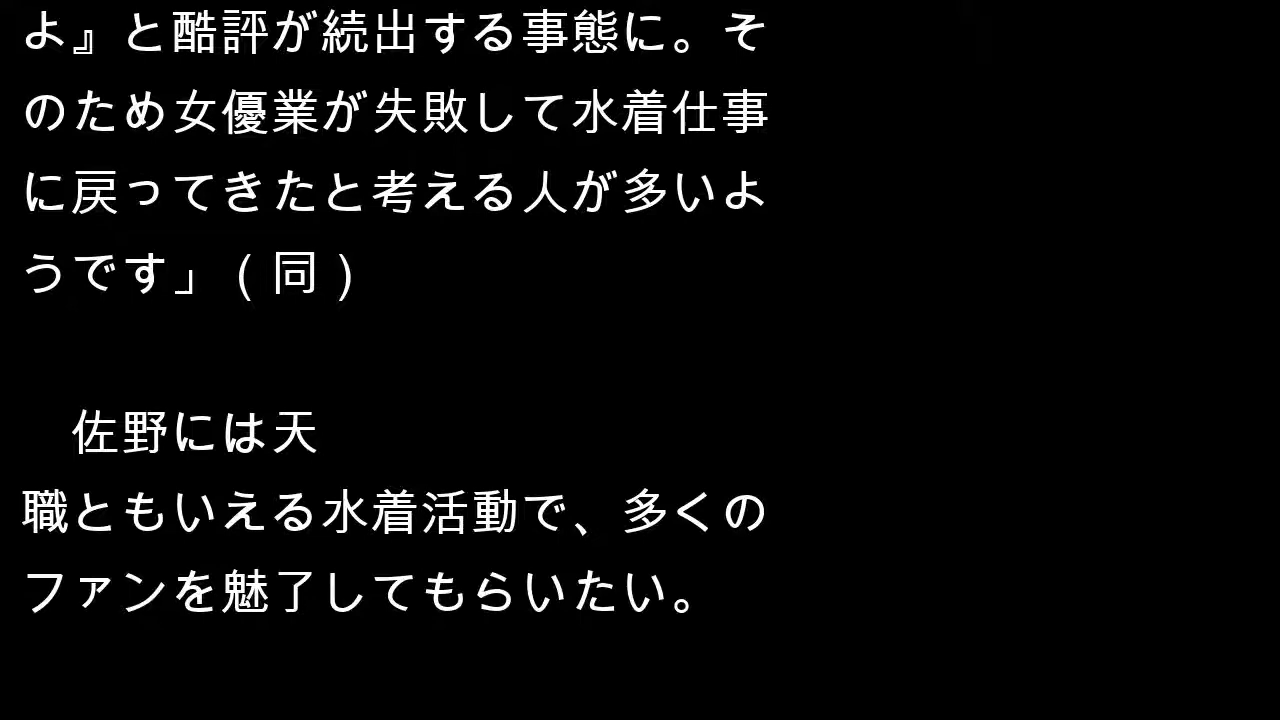 よ』と酷評が続出する事態に。そ
のため女優業が失敗して水着仕事
に戻ってきたと考える人が多いよ
うです」(同)
　佐野には天
職ともいえる水着活動で、多くの
ファンを魅了してもらいたい。